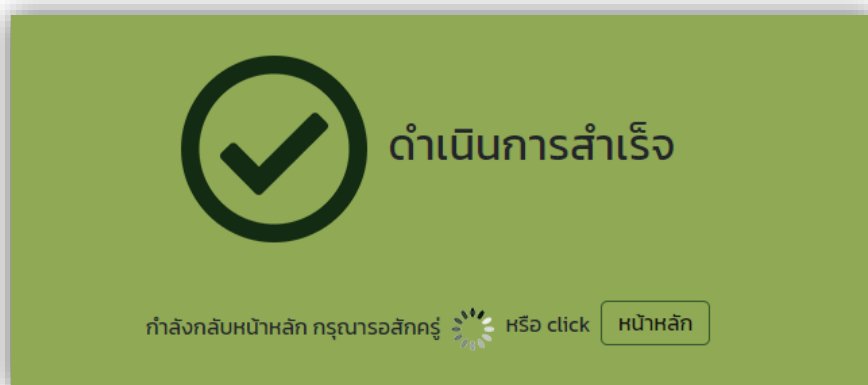 ดำเนินการสำเร็จ
กำลังกลับหน้าหลัก กรุณารอสักครู่ หรือ click หน้าหลัก